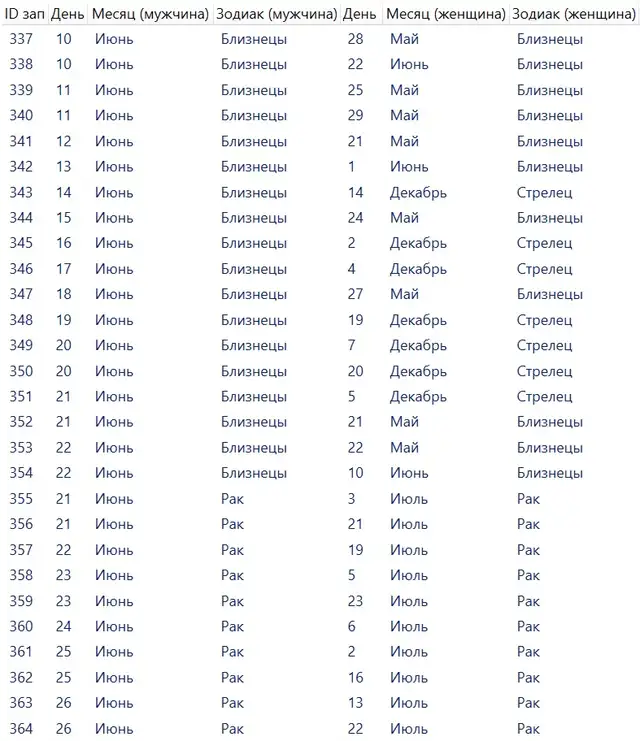 ID зап День Месяц (мужчина) Зодиак (мужчина) День Месяц (женщина) Зодиак (женщина)
337 10 Июнь Близнецы 28 Май Близнецы
338 10 Июнь Близнецы 22 Июнь Близнецы
339 11 Июнь Близнецы 25 Май Близнецы
340 11 Июнь Близнецы 29 Май Близнецы
341 12 Июнь Близнецы 21 Май Близнецы
342 13 Июнь Близнецы 1 Июнь Близнецы
343 14 Июнь Близнецы 14 Декабрь Стрелец
344 15 Июнь Близнецы 24 Май Близнецы
345 16 Июнь Близнецы 2 Декабрь Стрелец
346 17 Июнь Близнецы 4 Декабрь Стрелец
347 18 Июнь Близнецы 27 Май Близнецы
348 19 Июнь Близнецы 19 Декабрь Стрелец
349 20 Июнь Близнецы 7 Декабрь Стрелец
350 20 Июнь Близнецы 20 Декабрь Стрелец
351 21 Июнь Близнецы 5 Декабрь Стрелец
352 21 Июнь Близнецы 21 Май Близнецы
353 22 Июнь Близнецы 22 Май Близнецы
354 22 Июнь Близнецы 10 Июнь Близнецы
355 21 Июнь Рак 3 Июль Рак
356 21 Июнь Рак 21 Июль Рак
357 22 Июнь Рак 19 Июль Рак
358 23 Июнь Рак 5 Июль Рак
359 23 Июнь Рак 23 Июль Рак
360 24 Июнь Рак 6 Июль Рак
361 25 Июнь Рак 2 Июль Рак
362 25 Июнь Рак 16 Июль Рак
363 26 Июнь Рак 13 Июль Рак
364 26 Июнь Рак 22 Июль Рак